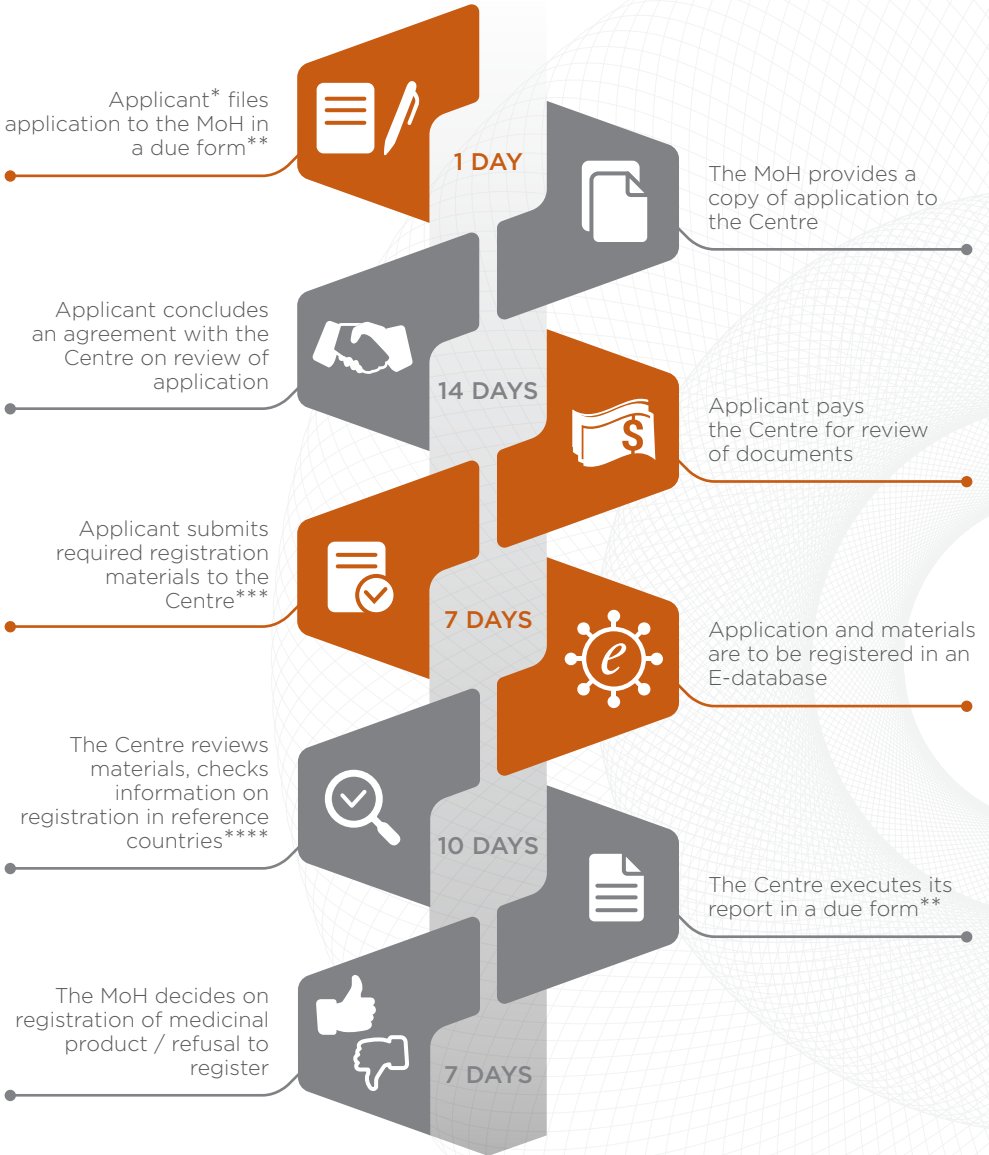 Applicant* files
application to the MoH in
a due form**
1 DAY
The MoH provides a
copy of application to
the Centre
Applicant concludes
an agreement with the
Centre on review of
application
14 DAYS
Applicant pays
the Centre for review
of documents
$
Applicant submits
required registration
materials to the
Centre***
7 DAYS
e
Application and materials
are to be registered in an
E-database
The Centre reviews
materials, checks
information on
registration in reference
countries****
10 DAYS
The Centre executes its
report in a due form**
The MoH decides on
registration of medicinal
product / refusal to
register
7 DAYS